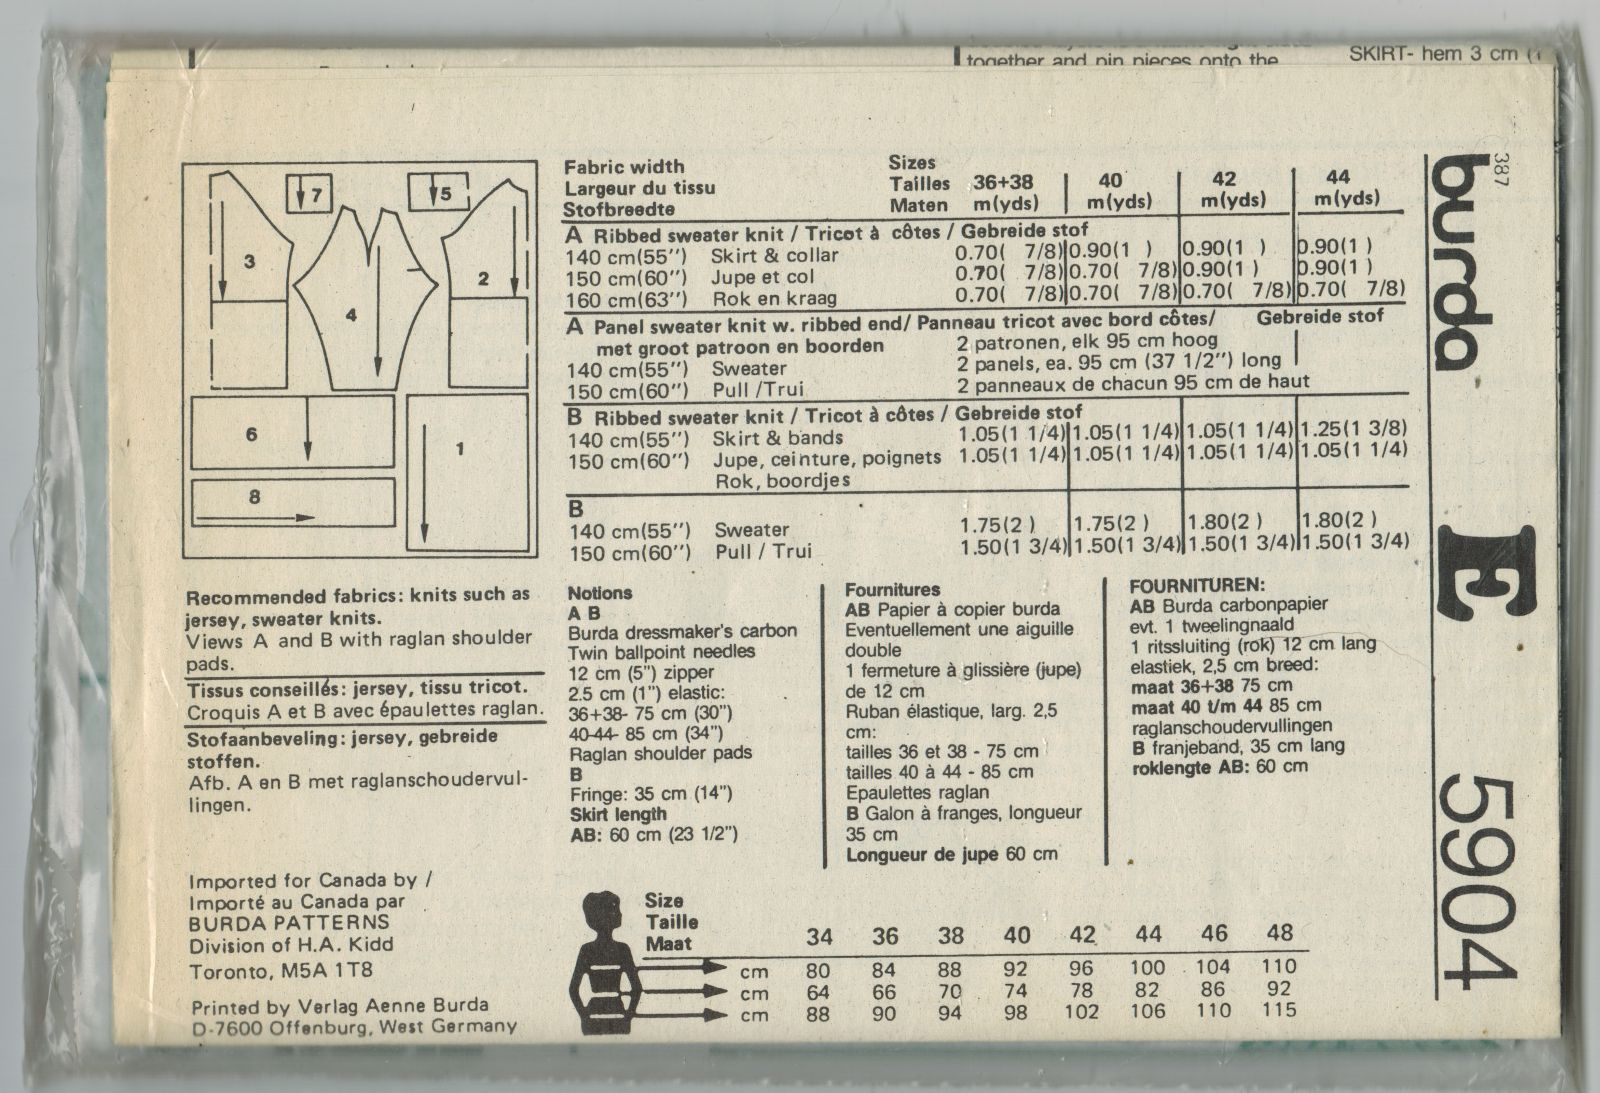 together and pin pieces onto the
SKIRT- hem 3 cm (1
387
burda
E
5904
7
5
3
2
4
6
1
8
Fabric width Sizes
Largeur du tissu Tailles 36+38 40 42 44
Stofbreedte Maten m(yds) m(yds) m(yds) m(yds)
A Ribbed sweater knit / Tricot à côtes / Gebreide stof
140 cm(55") Skirt & collar 0.70( 7/8) 0.90(1 ) 0.90(1 ) 0.90(1 )
150 cm(60") Jupe et col 0.70( 7/8) 0.70( 7/8) 0.90(1 ) 0.90(1 )
160 cm(63") Rok en kraag 0.70( 7/8) 0.70( 7/8) 0.70( 7/8) 0.70( 7/8)
A Panel sweater knit w. ribbed end/ Panneau tricot avec bord côtes/ Gebreide stof
met groot patroon en boorden 2 patronen, elk 95 cm hoog
140 cm(55") Sweater 2 panels, ea. 95 cm (37 1/2") long
150 cm(60") Pull /Trui 2 panneaux de chacun 95 cm de haut
B Ribbed sweater knit / Tricot à côtes / Gebreide stof
140 cm(55") Skirt & bands 1.05(1 1/4) 1.05(1 1/4) 1.05(1 1/4) 1.25(1 3/8)
150 cm(60") Jupe, ceinture, poignets 1.05(1 1/4) 1.05(1 1/4) 1.05(1 1/4) 1.05(1 1/4)
Rok, boordjes
B
140 cm(55") Sweater 1.75(2 ) 1.75(2 ) 1.80(2 ) 1.80(2 )
150 cm(60") Pull / Trui 1.50(1 3/4) 1.50(1 3/4) 1.50(1 3/4) 1.50(1 3/4)
Recommended fabrics: knits such as
jersey, sweater knits.
Views A and B with raglan shoulder
pads.
Tissus conseillés: jersey, tissu tricot.
Croquis A et B avec épaulettes raglan.
Stofaanbeveling: jersey, gebreide
stoffen.
Afb. A en B met raglanschoudervul-
lingen.
Notions
A B
Burda dressmaker's carbon
Twin ballpoint needles
12 cm (5") zipper
2.5 cm (1") elastic:
36+38- 75 cm (30")
40-44- 85 cm (34")
Raglan shoulder pads
B
Fringe: 35 cm (14")
Skirt length
AB: 60 cm (23 1/2")
Fournitures
AB Papier à copier burda
Eventuellement une aiguille
double
1 fermeture à glissière (jupe)
de 12 cm
Ruban élastique, larg. 2,5
cm:
tailles 36 et 38 - 75 cm
tailles 40 à 44 - 85 cm
Epaulettes raglan
B Galon à franges, longueur
35 cm
Longueur de jupe 60 cm
FOURNITUREN:
AB Burda carbonpapier
evt. 1 tweelingnaald
1 ritssluiting (rok) 12 cm lang
elastiek, 2,5 cm breed:
maat 36+38 75 cm
maat 40 t/m 44 85 cm
raglanschoudervullingen
B franjeband, 35 cm lang
roklengte AB: 60 cm
Imported for Canada by /
Importé au Canada par
BURDA PATTERNS
Division of H.A. Kidd
Toronto, M5A 1T8
Printed by Verlag Aenne Burda
D-7600 Offenburg, West Germany
Size
Taille
Maat 34 36 38 40 42 44 46 48
cm 80 84 88 92 96 100 104 110
cm 64 66 70 74 78 82 86 92
cm 88 90 94 98 102 106 110 115